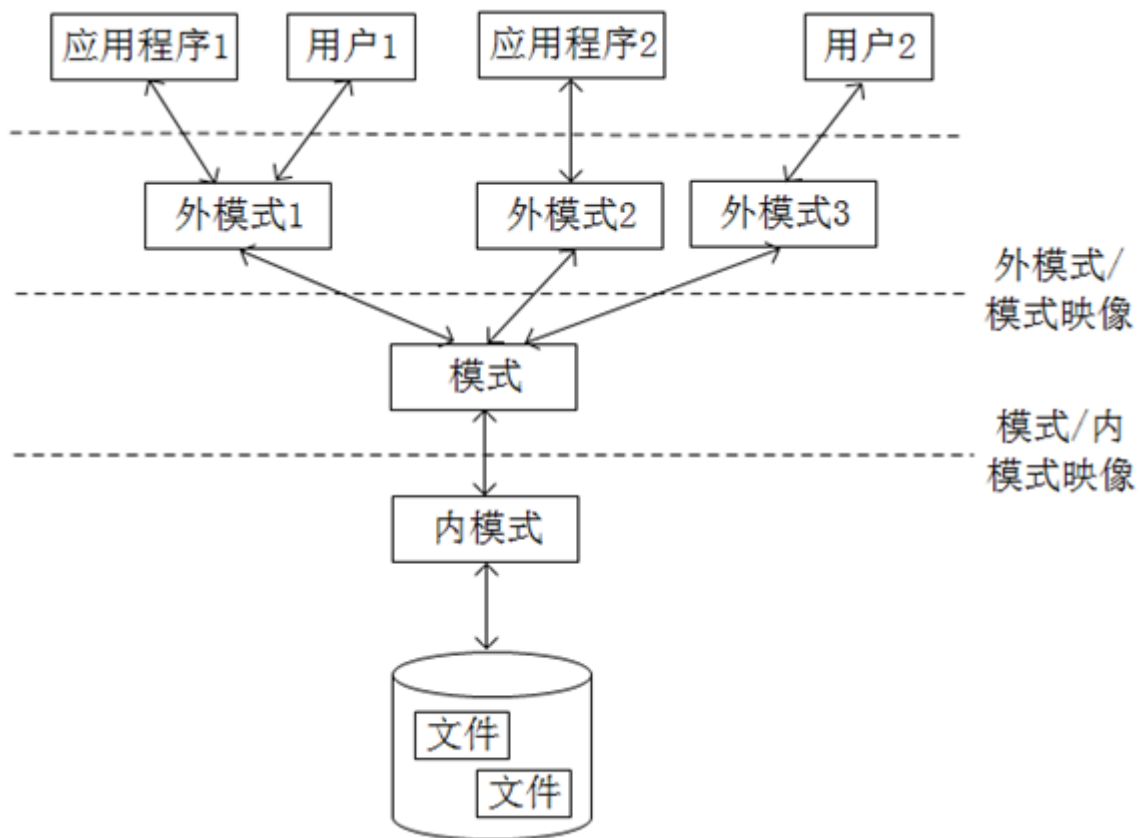 应用程序1
用户1
应用程序2
用户2
外模式1
外模式2
外模式3
外模式/
模式映像
模式
模式/内
模式映像
内模式
文件
文件